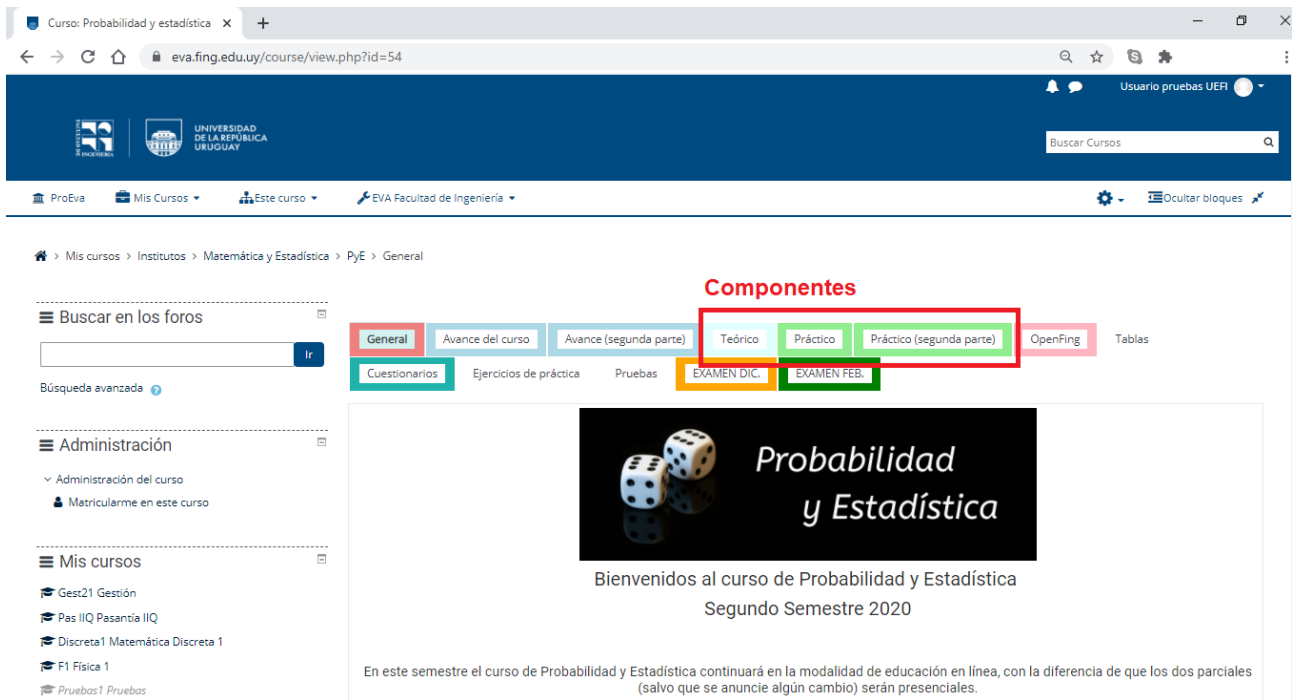 Curso: Probabilidad y estadística
eva.fing.edu.uy/course/view.php?id=54
Usuario pruebas UEFI
FACULTAD DE INGENIERÍA
UNIVERSIDAD
DE LA REPÚBLICA
URUGUAY
Buscar Cursos
ProEva Mis Cursos Este curso EVA Facultad de Ingeniería Ocultar bloques
> Mis cursos > Institutos > Matemática y Estadística > PyE > General
Componentes
Buscar en los foros
Ir
Búsqueda avanzada
General Avance del curso Avance (segunda parte) Teórico Práctico Práctico (segunda parte) OpenFing Tablas
Cuestionarios Ejercicios de práctica Pruebas EXAMEN DIC. EXAMEN FEB.
Administración
Administración del curso
Matricularme en este curso
Mis cursos
Gest21 Gestión
Pas IIQ Pasantía IIQ
Discreta1 Matemática Discreta 1
F1 Física 1
Pruebas1 Pruebas
Probabilidad
y Estadística
Bienvenidos al curso de Probabilidad y Estadística
Segundo Semestre 2020
En este semestre el curso de Probabilidad y Estadística continuará en la modalidad de educación en línea, con la diferencia de que los dos parciales
(salvo que se anuncie algún cambio) serán presenciales.